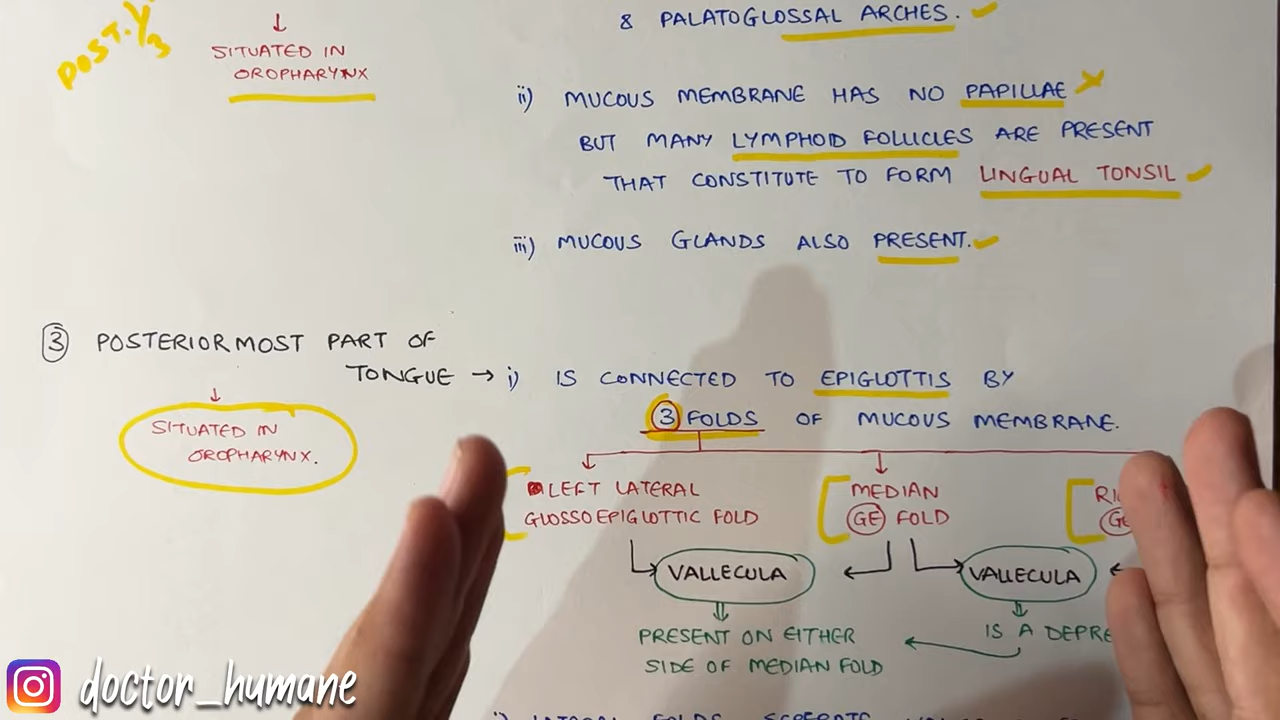 POST. 1/3
SITUATED IN
OROPHARYNX
& PALATOGLOSSAL ARCHES.
ii) MUCOUS MEMBRANE HAS NO PAPILLAE
BUT MANY LYMPHOID FOLLICLES ARE PRESENT
THAT CONSTITUTE TO FORM LINGUAL TONSIL
iii) MUCOUS GLANDS ALSO PRESENT.
③ POSTERIORMOST PART OF
TONGUE → i) IS CONNECTED TO EPIGLOTTIS BY
3 FOLDS OF MUCOUS MEMBRANE.
SITUATED IN
OROPHARYNX.
LEFT LATERAL
GLOSSOEPIGLOTTIC FOLD
MEDIAN
GE FOLD
VALLECULA
VALLECULA
PRESENT ON EITHER
SIDE OF MEDIAN FOLD
IS A
doctor_humane